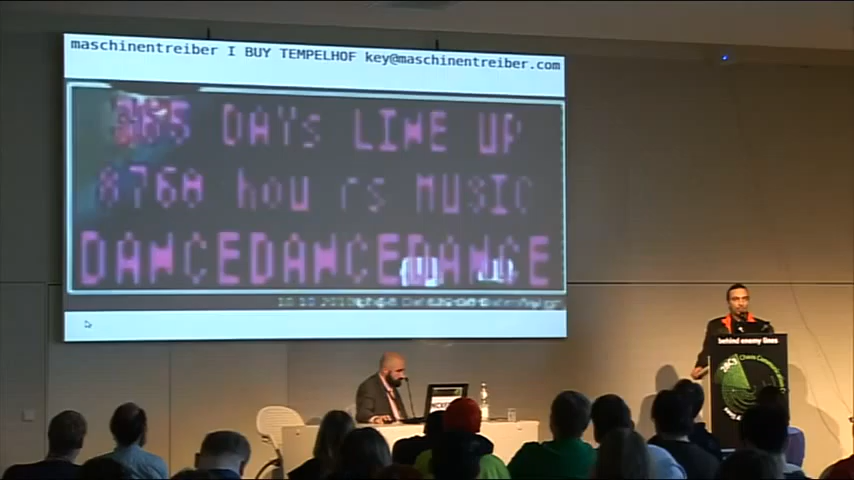 maschinentreiber I BUY TEMPELHOF key@maschinentreiber.com
365 DAYs LINE UP
8760 hou rs MUSIC
DANCEDANCEDANCE
behind enemy lines